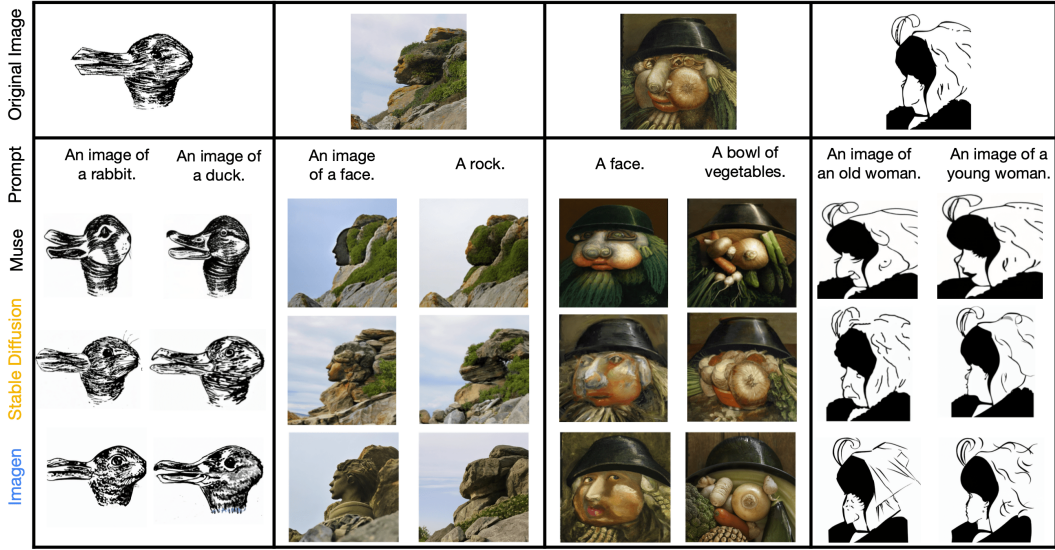 Original Image
Prompt
An image of
a rabbit.
An image of
a duck.
An image
of a face.
A rock.
A face.
A bowl of
vegetables.
An image of
an old woman.
An image of a
young woman.
Muse
Stable Diffusion
Imagen